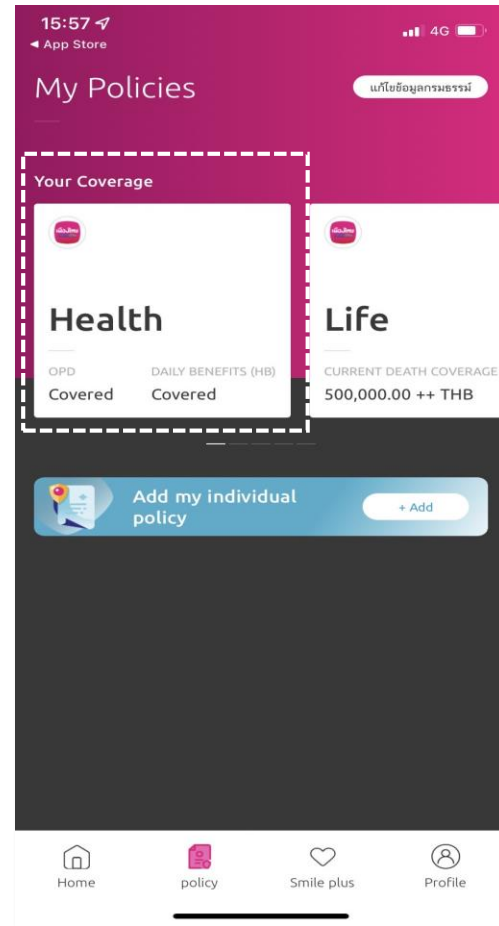 15:57
4G
◄ App Store
My Policies
แก้ไขข้อมูลกรมธรรม์
Your Coverage
Health
OPD
DAILY BENEFITS (HB)
Covered
Covered
Life
CURRENT DEATH COVERAGE
500,000.00 ++ THB
Add my individual
policy
+ Add
Home
policy
Smile plus
Profile